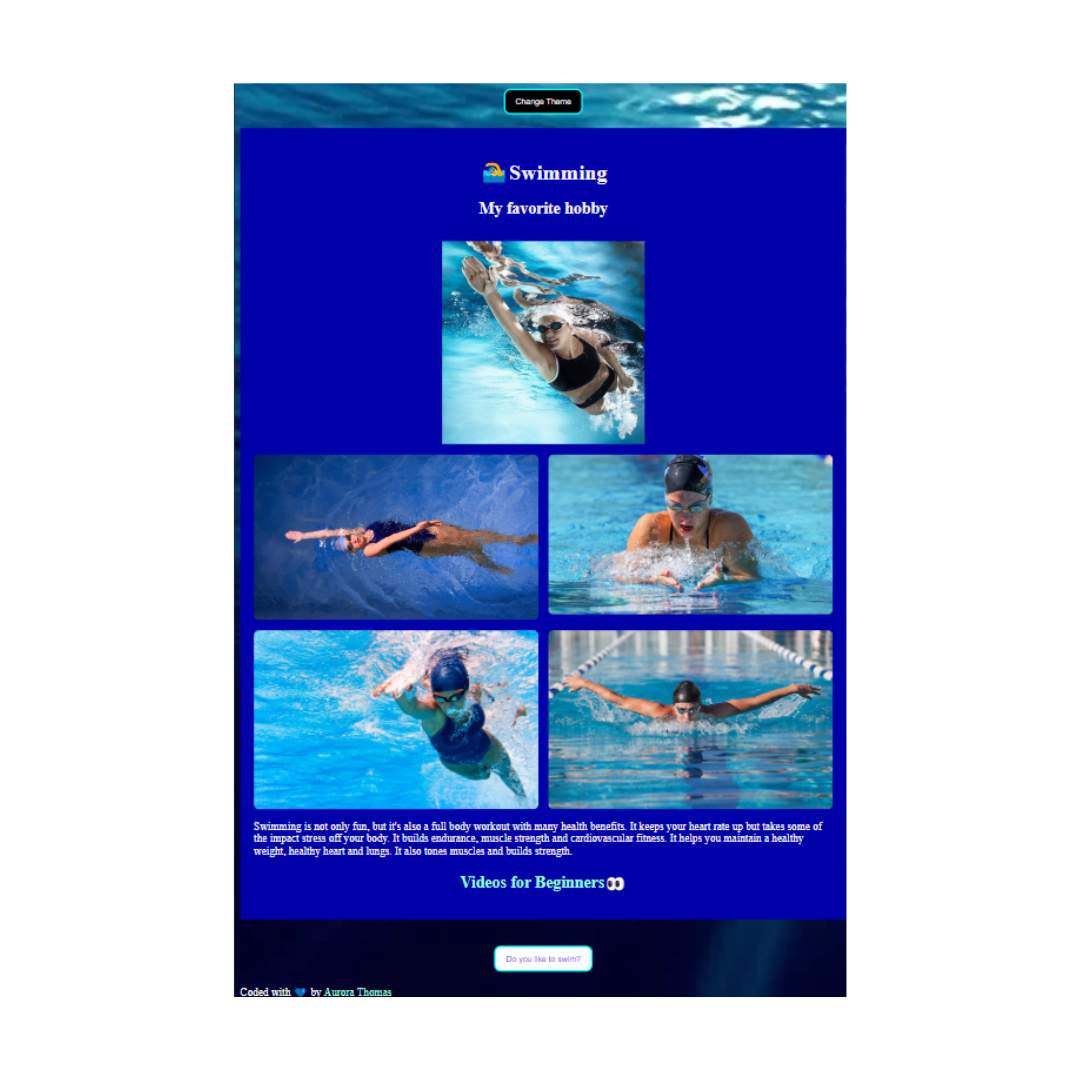 Change Theme
🏊 Swimming
My favorite hobby
Swimming is not only fun, but it's also a full body workout with many health benefits. It keeps your heart rate up but takes some of
the impact stress off your body. It builds endurance, muscle strength and cardiovascular fitness. It helps you maintain a healthy
weight, healthy heart and lungs. It also tones muscles and builds strength.
Videos for Beginners👀
Do you like to swim?
Coded with 💙 by Aurora Thomas